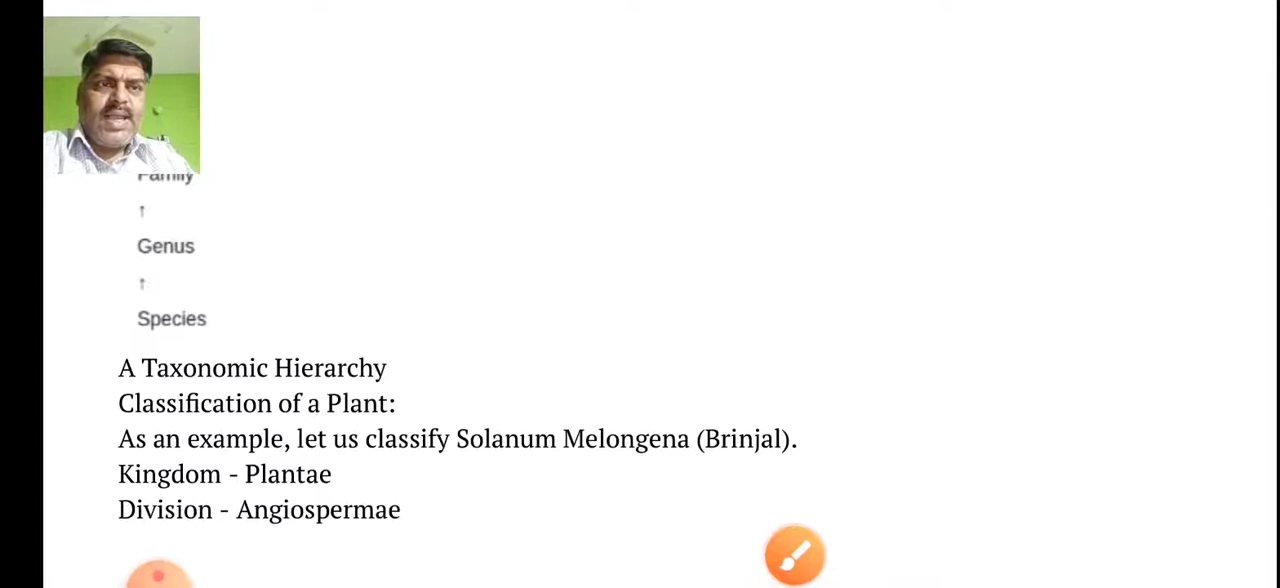 Family
↑
Genus
↑
Species
A Taxonomic Hierarchy
Classification of a Plant:
As an example, let us classify Solanum Melongena (Brinjal).
Kingdom - Plantae
Division - Angiospermae